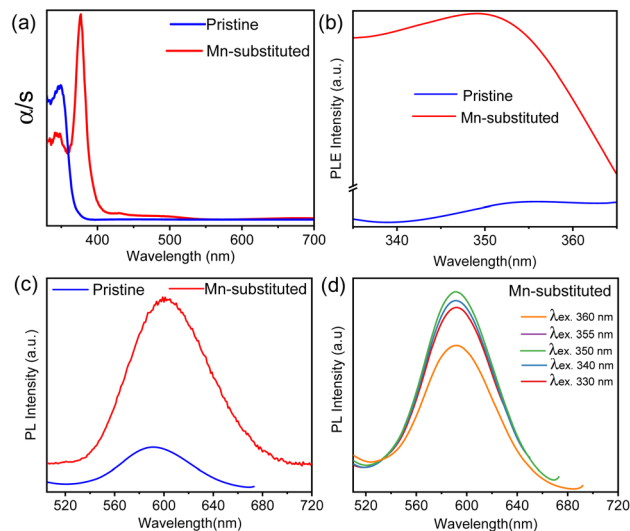 (a)
Pristine
Mn-substituted
α/s
400 500 600 700
Wavelength (nm)
(b)
PLE Intensity (a.u.)
Pristine
Mn-substituted
340 350 360
Wavelength(nm)
(c)
Pristine
Mn-substituted
PL Intensity (a.u.)
520 560 600 640 680 720
Wavelength(nm)
(d)
Mn-substituted
λex. 360 nm
λex. 355 nm
λex. 350 nm
λex. 340 nm
λex. 330 nm
PL Intensity (a.u.)
520 560 600 640 680 720
Wavelength(nm)